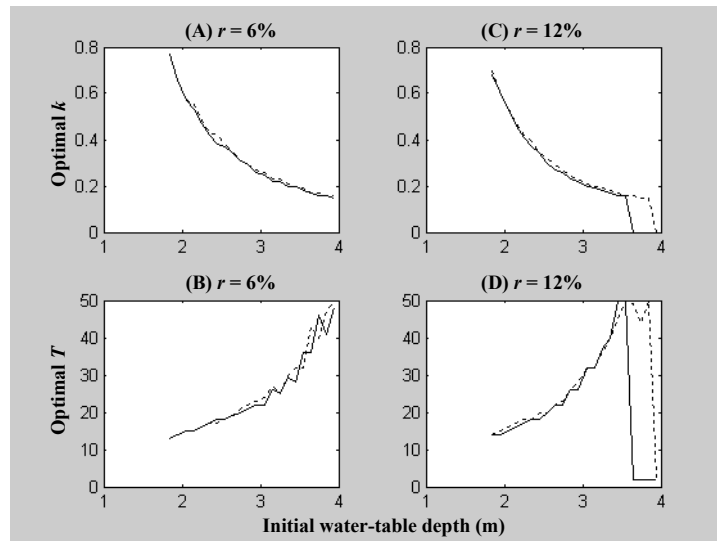 (A) r = 6%
(C) r = 12%
Optimal k
0.8
0.6
0.4
0.2
0
1 2 3 4
0.8
0.6
0.4
0.2
0
1 2 3 4
(B) r = 6%
(D) r = 12%
Optimal T
50
40
30
20
10
0
1 2 3 4
50
40
30
20
10
0
1 2 3 4
Initial water-table depth (m)